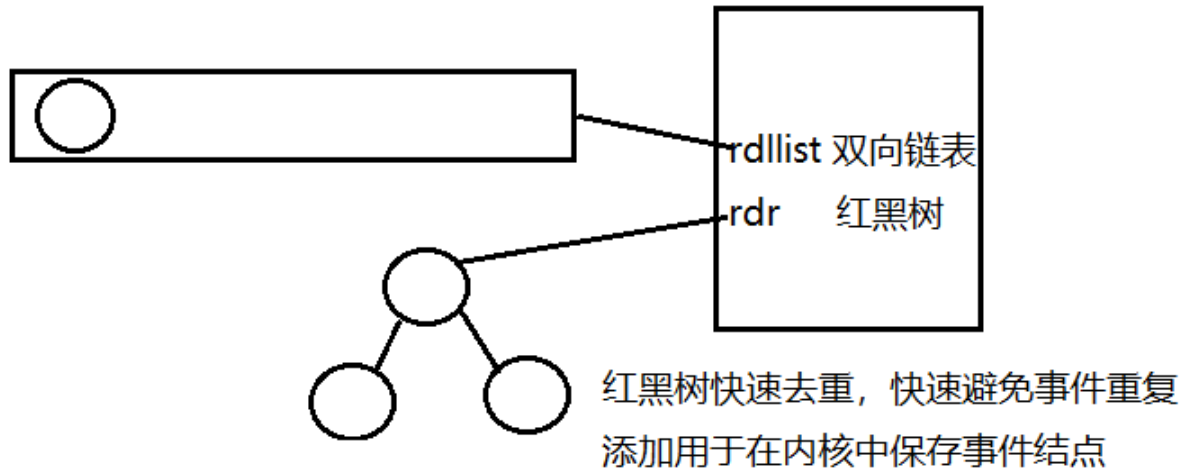 rdllist 双向链表
rdr 红黑树
红黑树快速去重，快速避免事件重复
添加用于在内核中保存事件结点